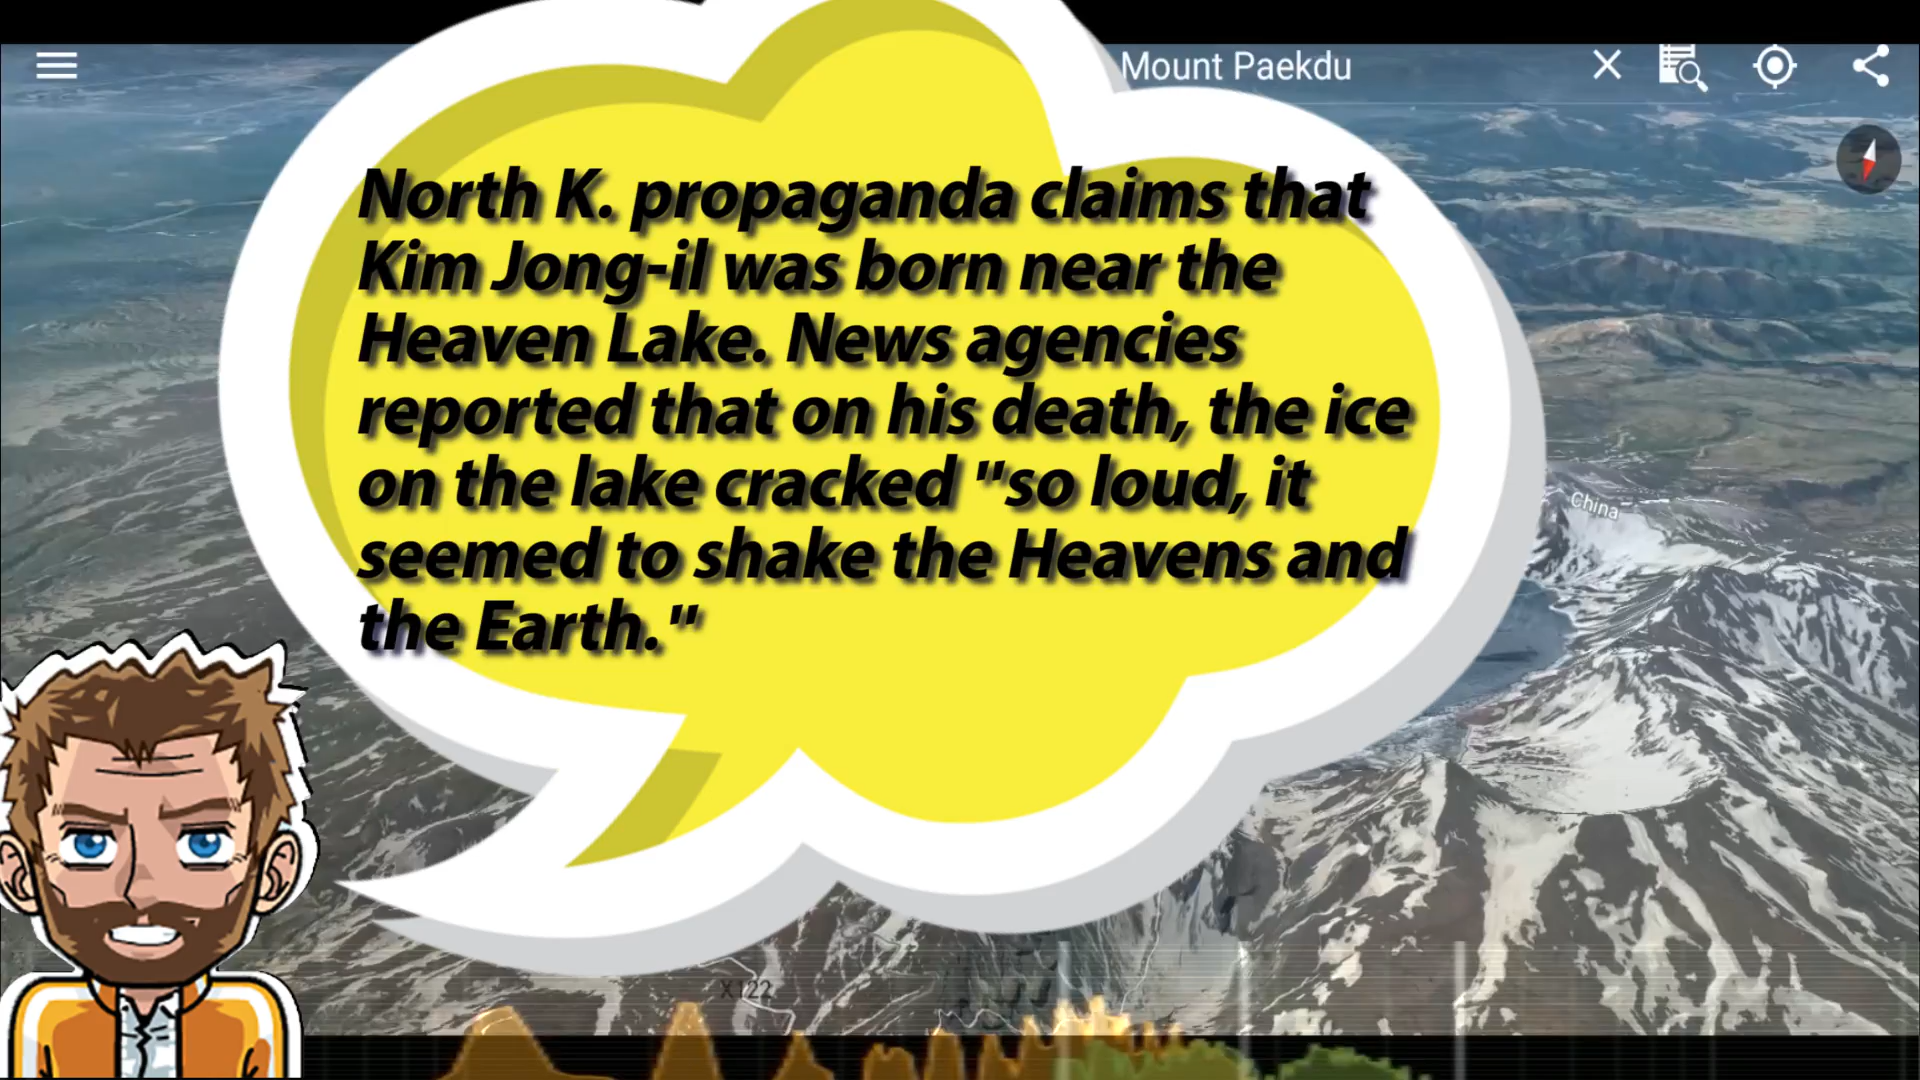 Mount Paekdu
North K. propaganda claims that
Kim Jong-il was born near the
Heaven Lake. News agencies
reported that on his death, the ice
on the lake cracked "so loud, it
seemed to shake the Heavens and
the Earth."
China
X122